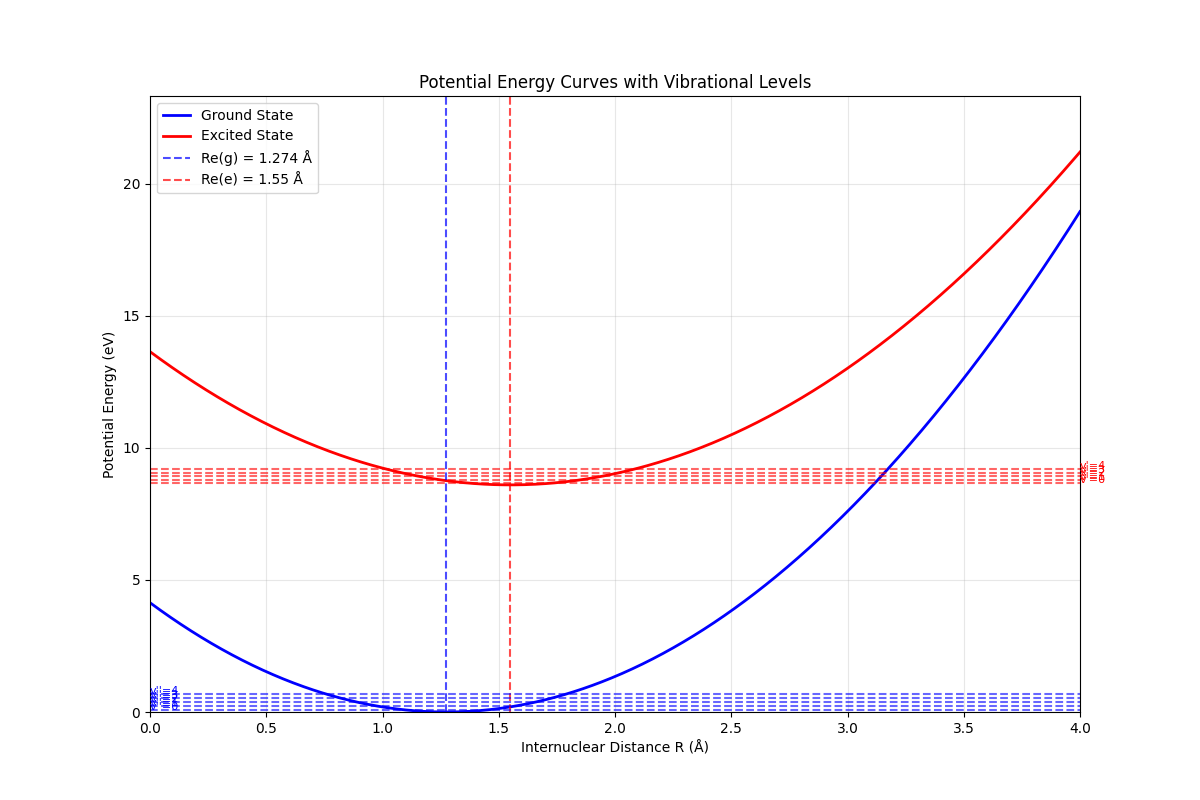 Potential Energy Curves with Vibrational Levels
Ground State
Excited State
Re(g) = 1.274 Å
Re(e) = 1.55 Å
Potential Energy (eV)
20
15
10
5
0
0.0 0.5 1.0 1.5 2.0 2.5 3.0 3.5 4.0
Internuclear Distance R (Å)